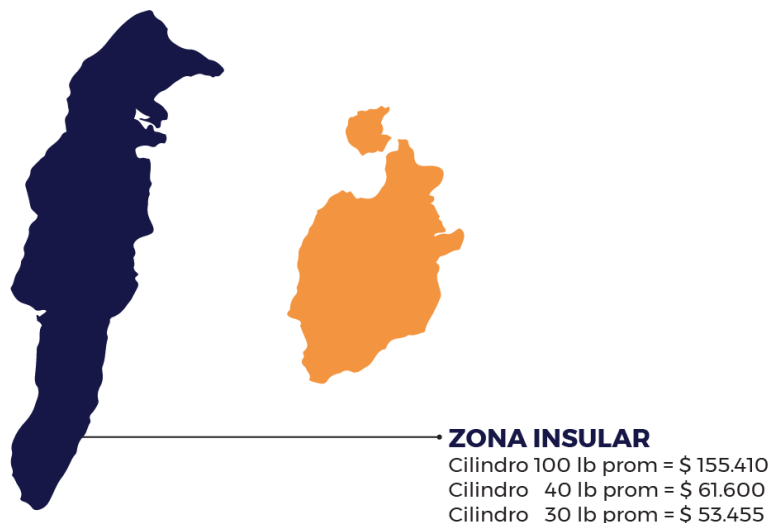 ZONA INSULAR
Cilindro 100 lb prom = $ 155.410
Cilindro 40 lb prom = $ 61.600
Cilindro 30 lb prom = $ 53.455